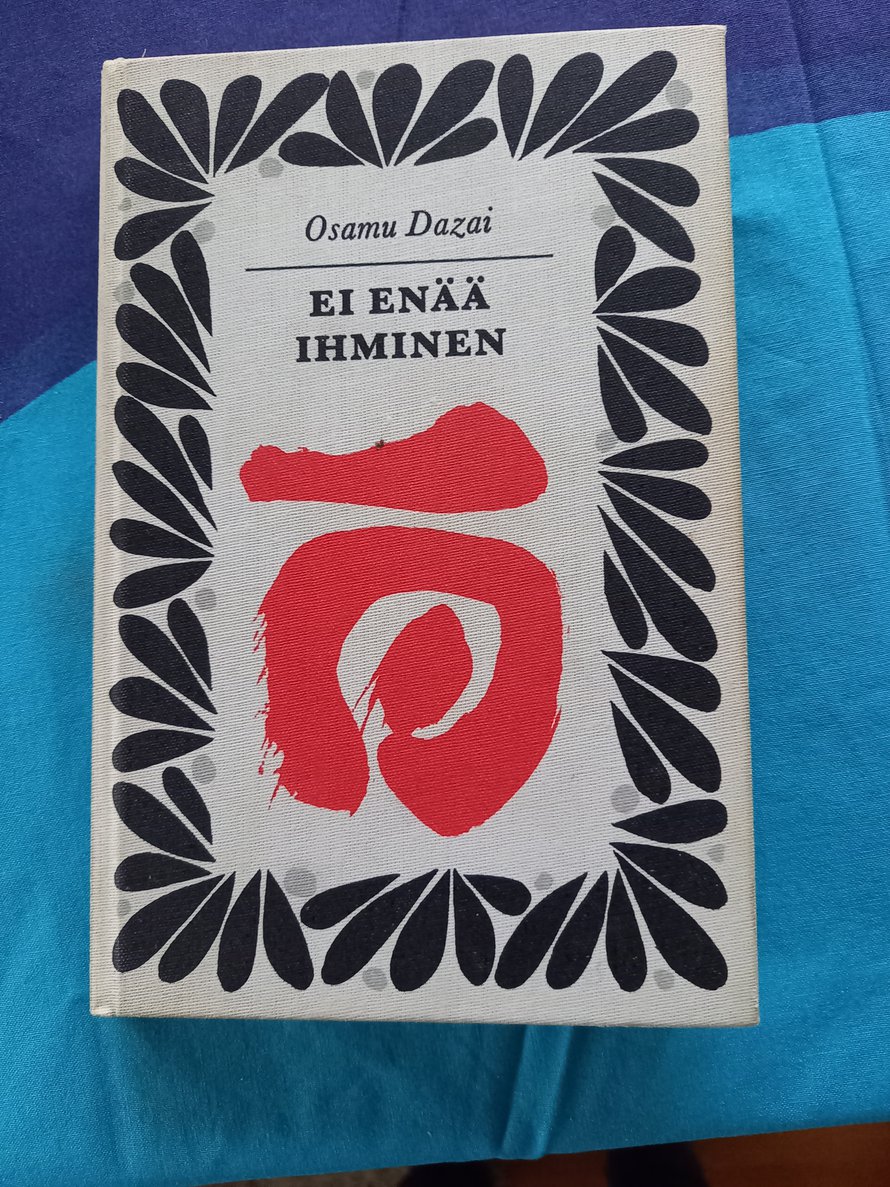 Osamu Dazai
EI ENÄÄ
IHMINEN